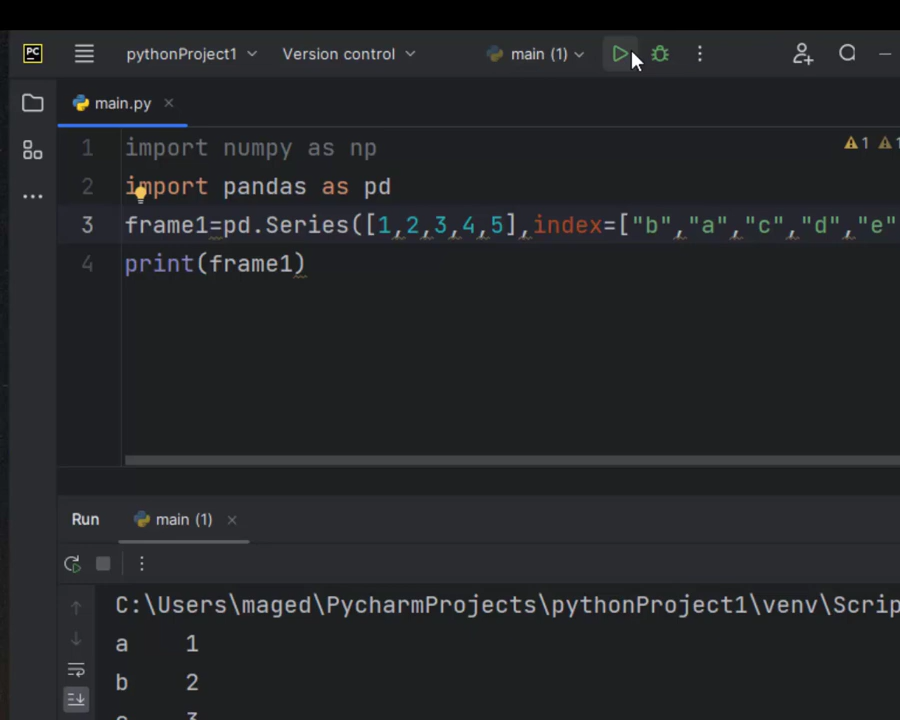 PC pythonProject1 Version control main (1)
main.py
1 import numpy as np
2 import pandas as pd
3 frame1=pd.Series([1,2,3,4,5],index=["b","a","c","d","e"
4 print(frame1)
1
Run main (1)
C:\Users\maged\PycharmProjects\pythonProject1\venv\Scrip
a 1
b 2